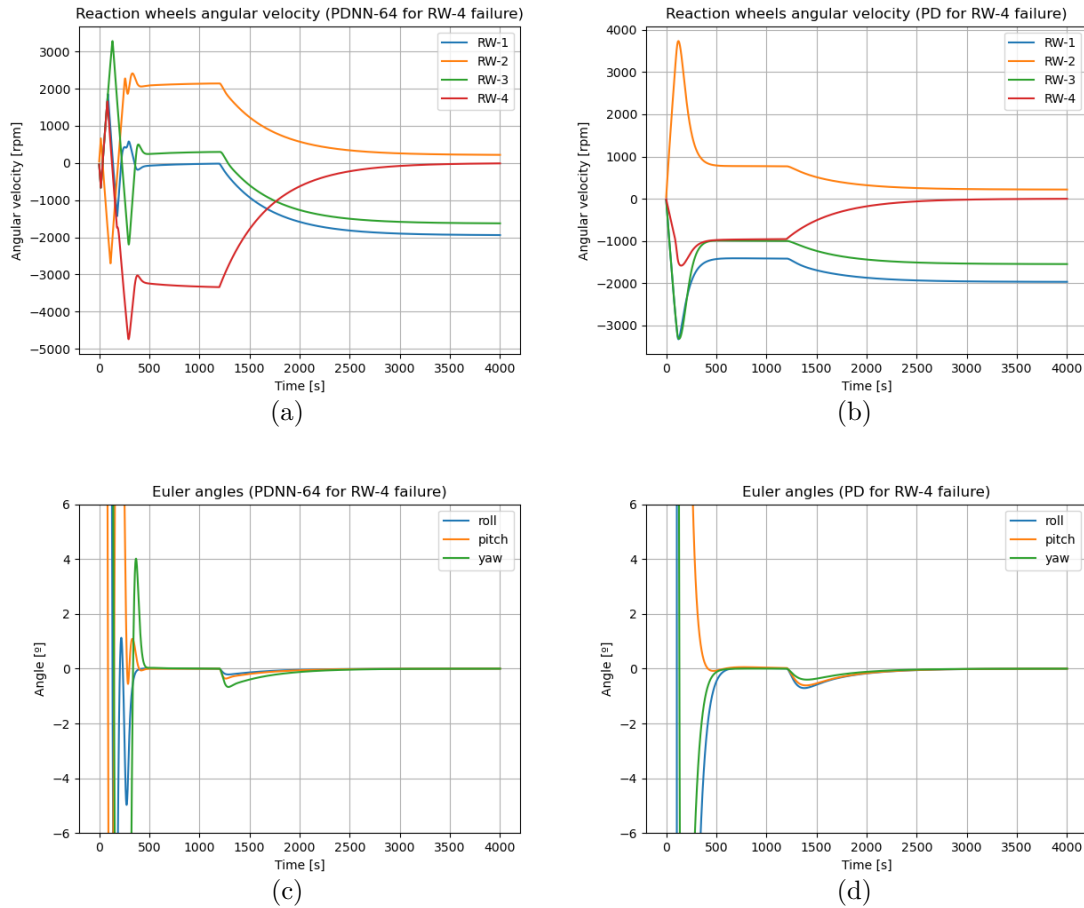 Reaction wheels angular velocity (PDNN-64 for RW-4 failure)
RW-1
RW-2
RW-3
RW-4
3000
2000
1000
0
−1000
−2000
−3000
−4000
−5000
Angular velocity [rpm]
0 500 1000 1500 2000 2500 3000 3500 4000
Time [s]
(a)
Reaction wheels angular velocity (PD for RW-4 failure)
RW-1
RW-2
RW-3
RW-4
4000
3000
2000
1000
0
−1000
−2000
−3000
Angular velocity [rpm]
0 500 1000 1500 2000 2500 3000 3500 4000
Time [s]
(b)
Euler angles (PDNN-64 for RW-4 failure)
roll
pitch
yaw
6
4
2
0
−2
−4
−6
Angle [º]
0 500 1000 1500 2000 2500 3000 3500 4000
Time [s]
(c)
Euler angles (PD for RW-4 failure)
roll
pitch
yaw
6
4
2
0
−2
−4
−6
Angle [º]
0 500 1000 1500 2000 2500 3000 3500 4000
Time [s]
(d)